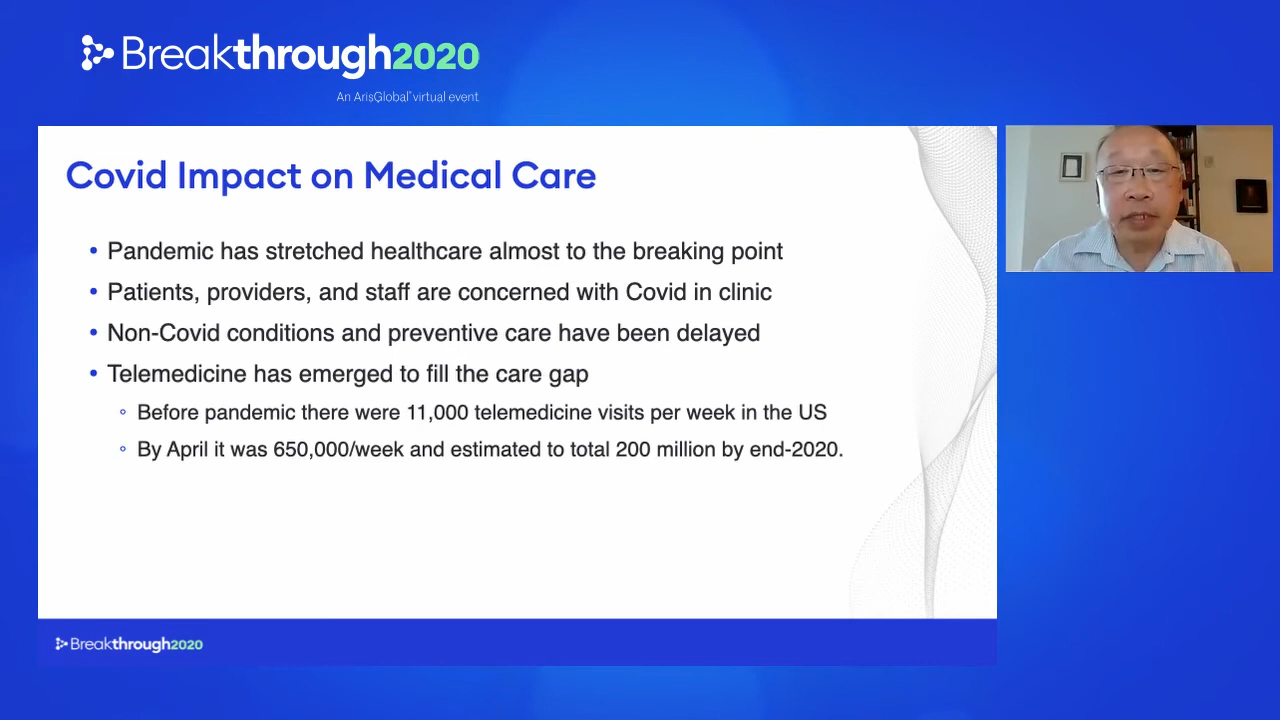 Breakthrough2020
An ArisGlobal virtual event
Covid Impact on Medical Care
• Pandemic has stretched healthcare almost to the breaking point
• Patients, providers, and staff are concerned with Covid in clinic
• Non-Covid conditions and preventive care have been delayed
• Telemedicine has emerged to fill the care gap
◦ Before pandemic there were 11,000 telemedicine visits per week in the US
◦ By April it was 650,000/week and estimated to total 200 million by end-2020.
Breakthrough2020